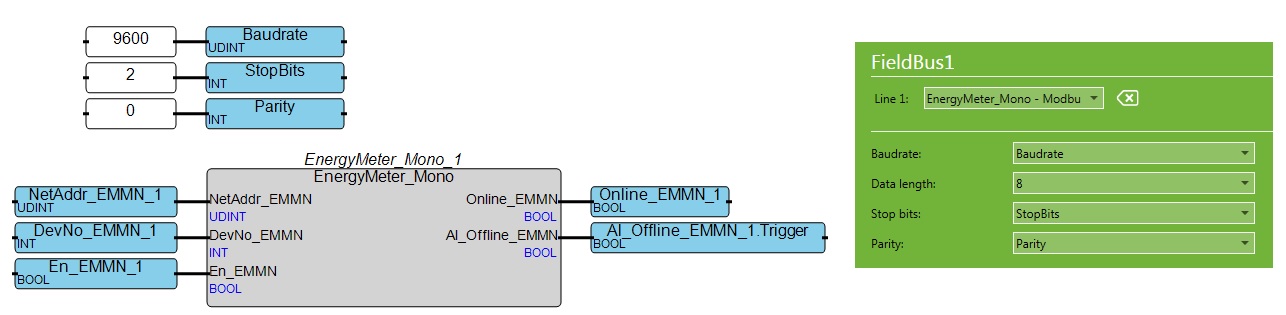 9600
Baudrate
UDINT
2
StopBits
INT
0
Parity
INT
EnergyMeter_Mono_1
EnergyMeter_Mono
NetAddr_EMMN_1
UDINT
NetAddr_EMMN
UDINT
Online_EMMN
BOOL
Online_EMMN_1
BOOL
DevNo_EMMN_1
INT
DevNo_EMMN
INT
Al_Offline_EMMN
BOOL
Al_Offline_EMMN_1.Trigger
BOOL
En_EMMN_1
BOOL
En_EMMN
BOOL
FieldBus1
Line 1: EnergyMeter_Mono - Modbu
Baudrate: Baudrate
Data length: 8
Stop bits: StopBits
Parity: Parity